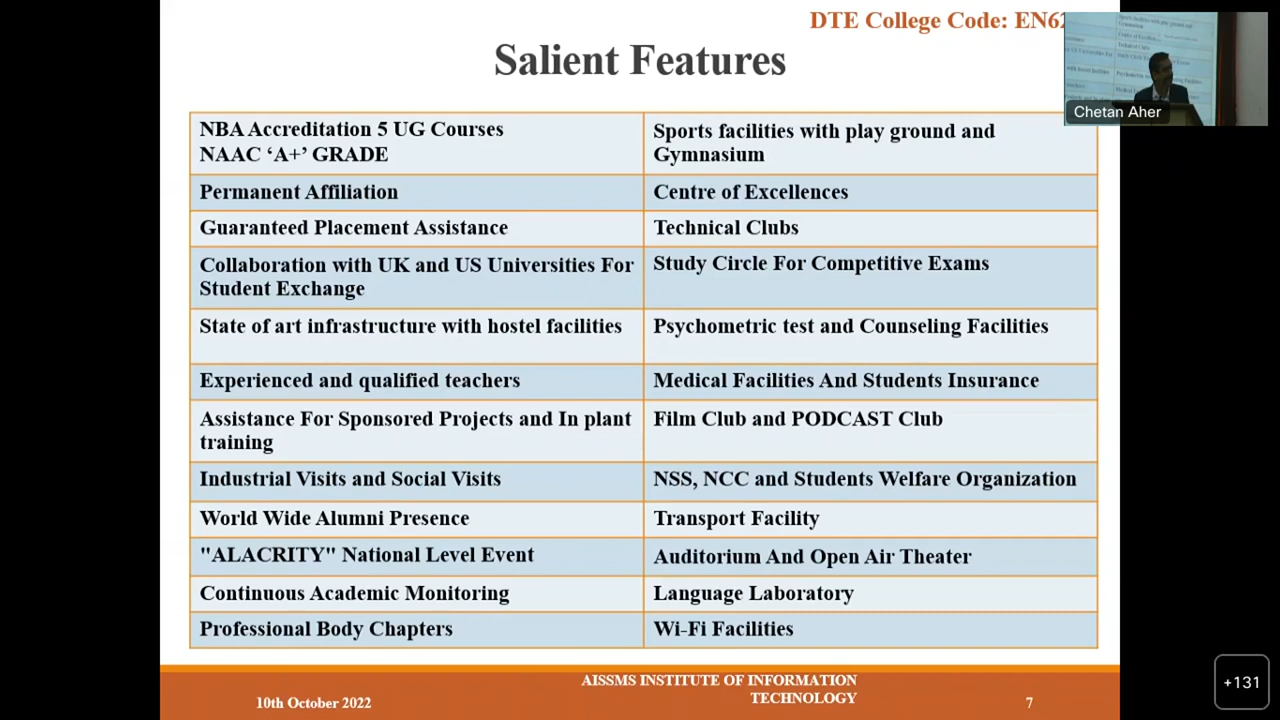 DTE College Code: EN62
Salient Features
NBA Accreditation 5 UG Courses
NAAC ‘A+’ GRADE
Sports facilities with play ground and
Gymnasium
Permanent Affiliation
Centre of Excellences
Guaranteed Placement Assistance
Technical Clubs
Collaboration with UK and US Universities For
Student Exchange
Study Circle For Competitive Exams
State of art infrastructure with hostel facilities
Psychometric test and Counseling Facilities
Experienced and qualified teachers
Medical Facilities And Students Insurance
Assistance For Sponsored Projects and In plant
training
Film Club and PODCAST Club
Industrial Visits and Social Visits
NSS, NCC and Students Welfare Organization
World Wide Alumni Presence
Transport Facility
"ALACRITY" National Level Event
Auditorium And Open Air Theater
Continuous Academic Monitoring
Language Laboratory
Professional Body Chapters
Wi-Fi Facilities
10th October 2022
AISSMS INSTITUTE OF INFORMATION
TECHNOLOGY
7
Chetan Aher
+131